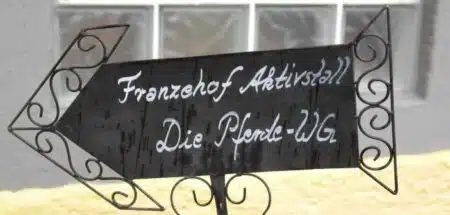 Franzehof Aktivstall
Die Pferde-WG